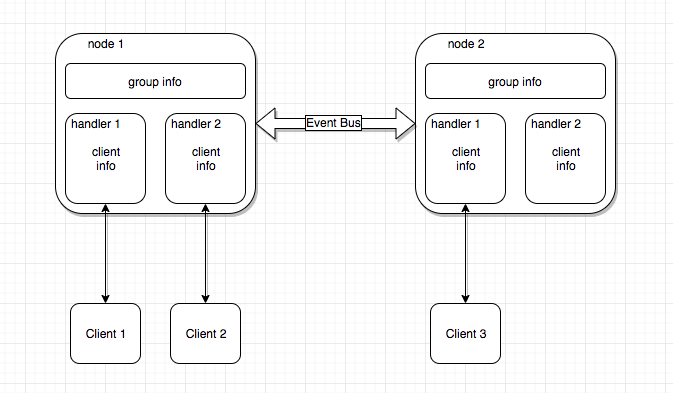 node 1
group info
handler 1
client
info
handler 2
client
info
Event Bus
node 2
group info
handler 1
client
info
handler 2
client
info
Client 1
Client 2
Client 3